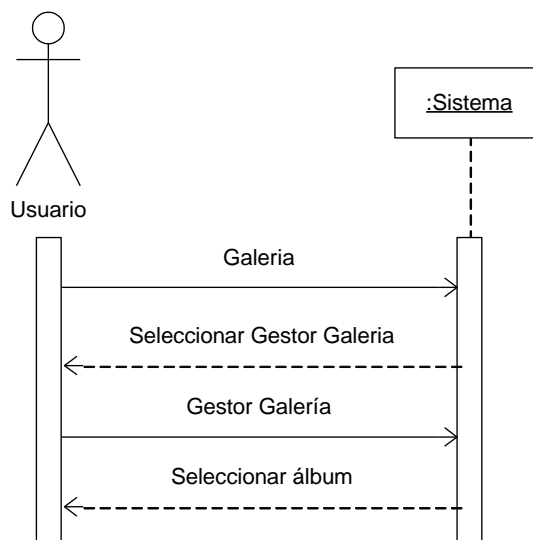 :Sistema
Usuario
Galeria
Seleccionar Gestor Galeria
Gestor Galería
Seleccionar álbum